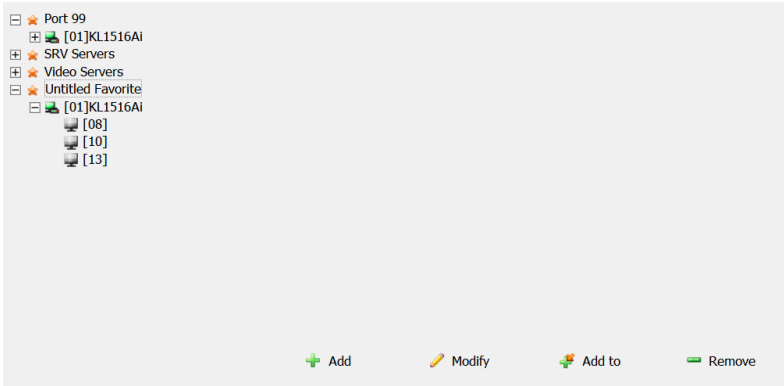 Port 99
[01]KL1516Ai
SRV Servers
Video Servers
Untitled Favorite
[01]KL1516Ai
[08]
[10]
[13]
Add Modify Add to Remove